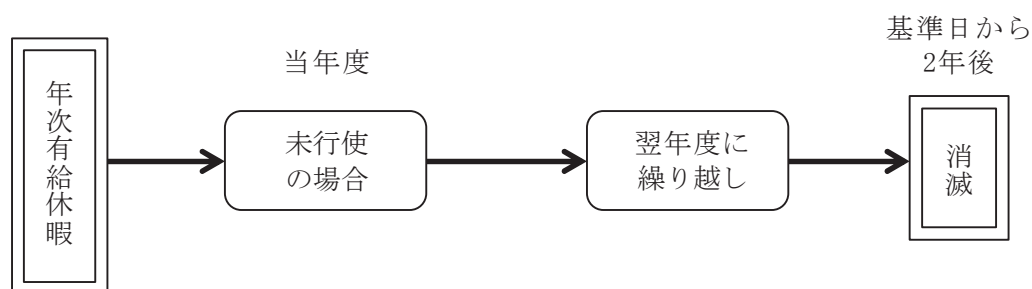 年次有給休暇
当年度
未行使
の場合
翌年度に
繰り越し
基準日から
2年後
消滅